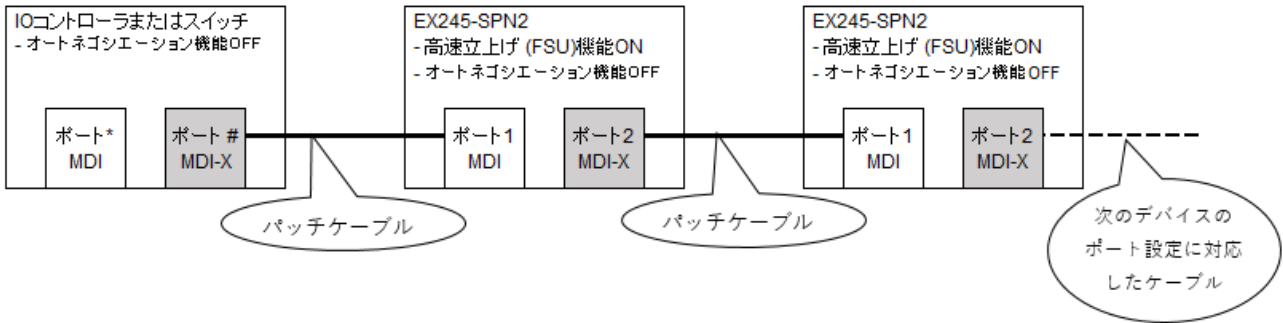 IOコントローラまたはスイッチ
- オートネゴシエーション機能OFF
ポート*
MDI
ポート #
MDI-X
EX245-SPN2
- 高速立上げ (FSU)機能ON
- オートネゴシエーション機能OFF
ポート1
MDI
ポート2
MDI-X
EX245-SPN2
- 高速立上げ (FSU)機能ON
- オートネゴシエーション機能OFF
ポート1
MDI
ポート2
MDI-X
パッチケーブル
パッチケーブル
次のデバイスの
ポート設定に対応
したケーブル